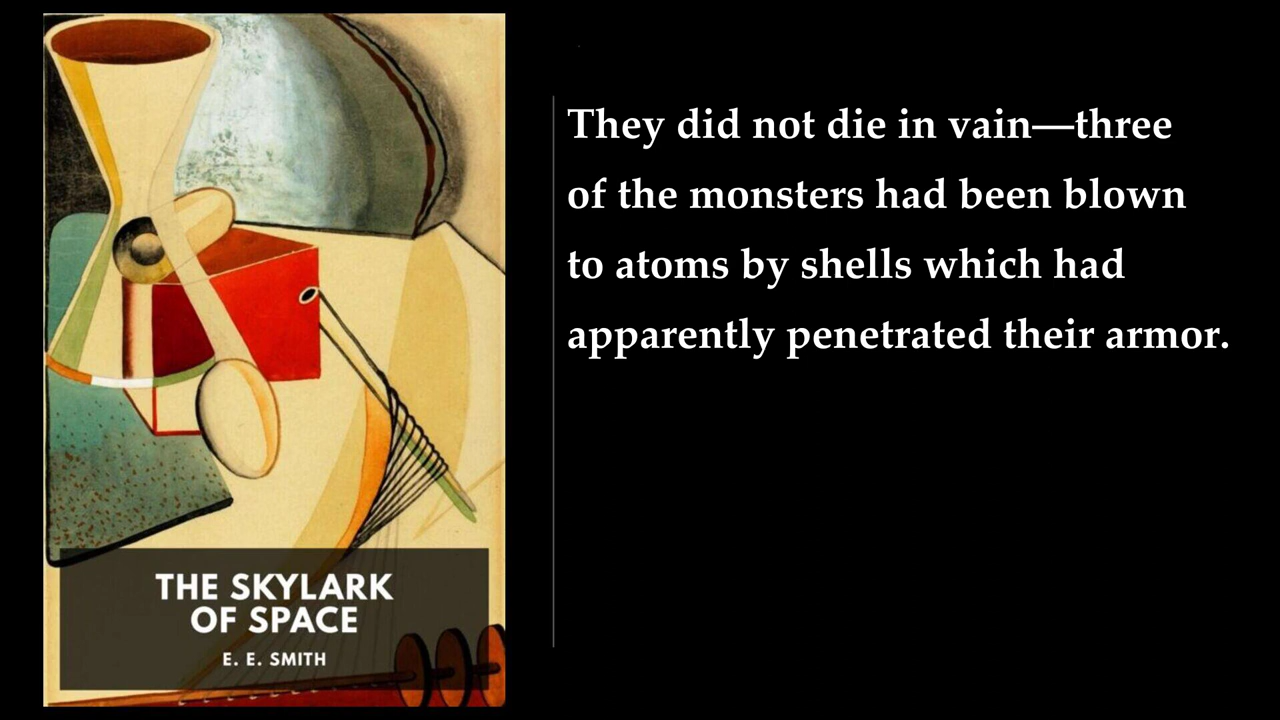 THE SKYLARK
OF SPACE
E. E. SMITH
They did not die in vain—three
of the monsters had been blown
to atoms by shells which had
apparently penetrated their armor.